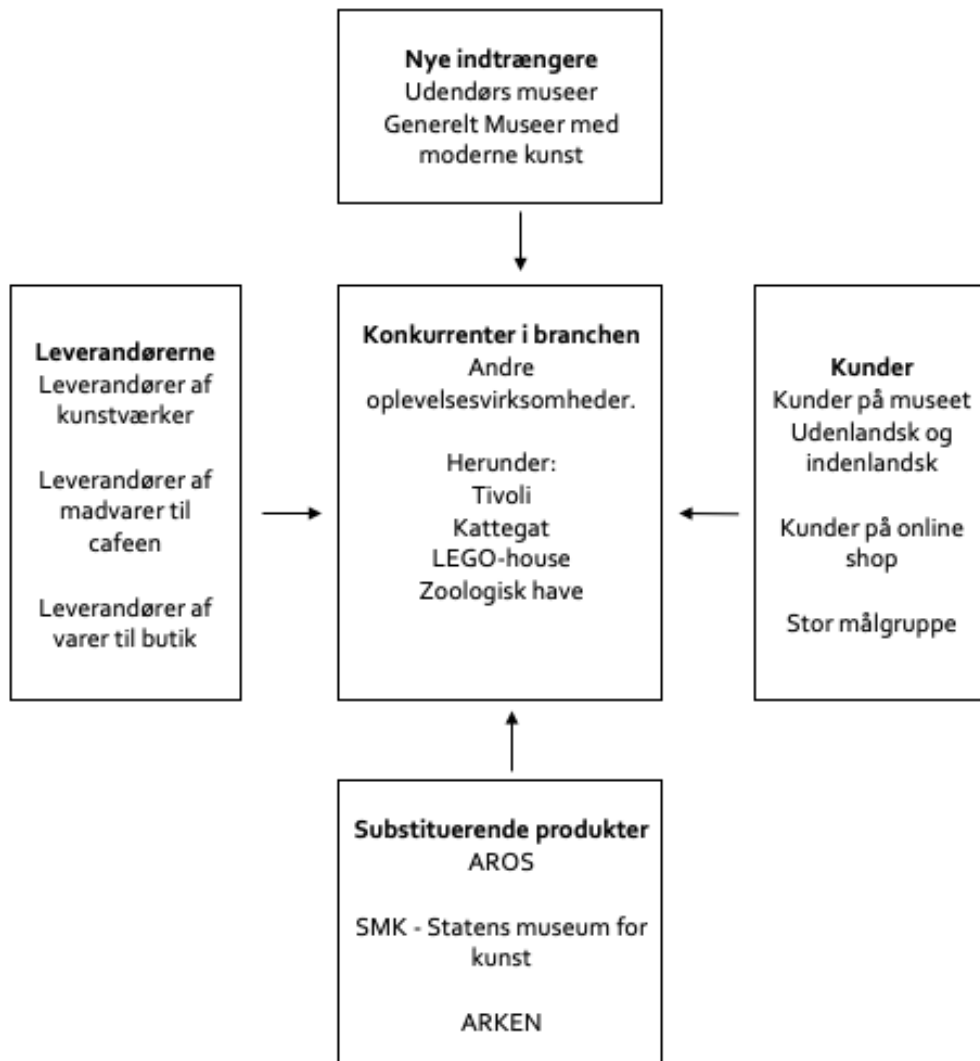 Nye indtrængere
Udendørs museer
Generelt Museer med
moderne kunst
Leverandørerne
Leverandører af
kunstværker
Leverandører af
madvarer til
cafeen
Leverandører af
varer til butik
Konkurrenter i branchen
Andre
oplevelsesvirksomheder.
Herunder:
Tivoli
Kattegat
LEGO-house
Zoologisk have
Kunder
Kunder på museet
Udenlandsk og
indenlandsk
Kunder på online
shop
Stor målgruppe
Substituerende produkter
AROS
SMK - Statens museum for
kunst
ARKEN